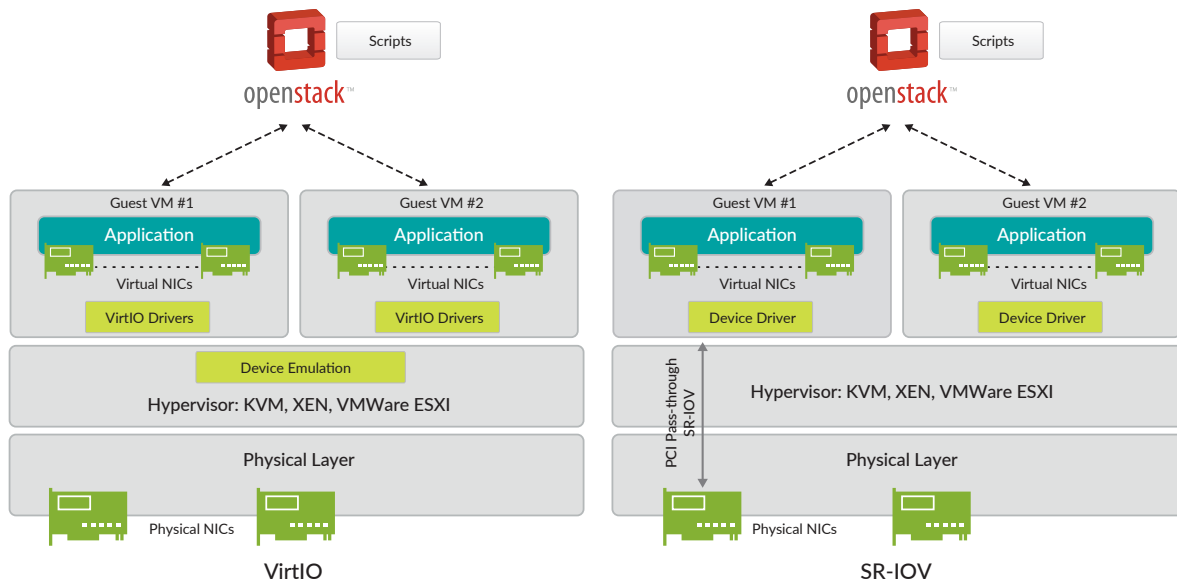 Scripts
openstack™
Guest VM #1
Application
Virtual NICs
VirtIO Drivers
Guest VM #2
Application
Virtual NICs
VirtIO Drivers
Device Emulation
Hypervisor: KVM, XEN, VMWare ESXI
Physical Layer
Physical NICs
VirtIO
Scripts
openstack™
Guest VM #1
Application
Virtual NICs
Device Driver
Guest VM #2
Application
Virtual NICs
Device Driver
Hypervisor: KVM, XEN, VMWare ESXI
PCI Pass-through
SR-IOV
Physical Layer
Physical NICs
SR-IOV